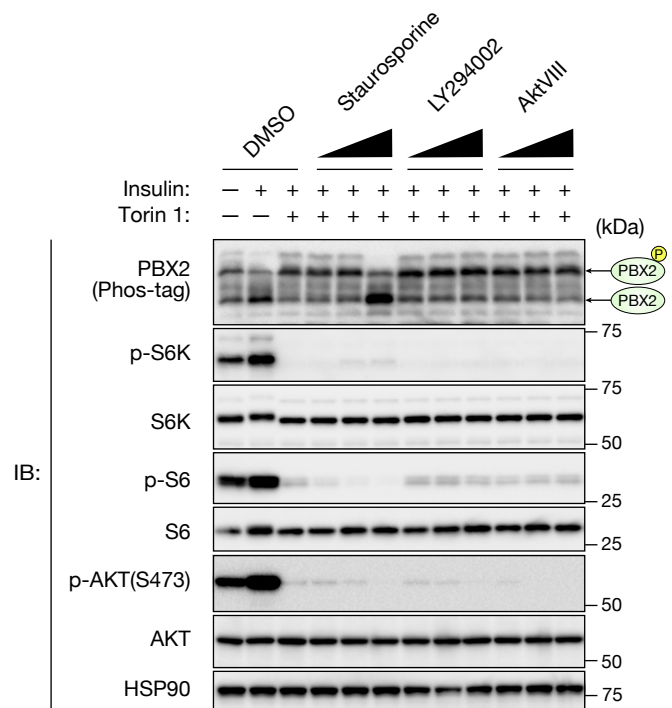 DMSO
Staurosporine
LY294002
AktVIII
Insulin: — + + + + + + + + + + +
Torin 1: — — + + + + + + + + + +
(kDa)
IB:
PBX2
(Phos-tag)
P
PBX2
PBX2
p-S6K
75
S6K
75
50
p-S6
25
S6
25
p-AKT(S473)
50
AKT
50
HSP90
75